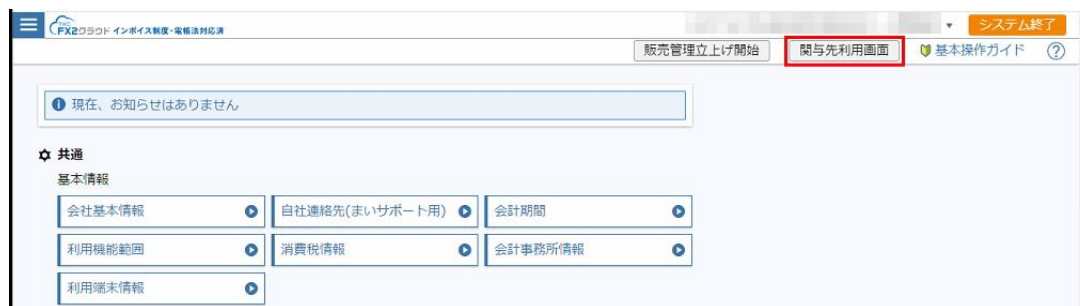 TKC
FX2クラウド インボイス制度・電帳法対応済
システム終了
販売管理立上げ開始 関与先利用画面 基本操作ガイド ?
現在、お知らせはありません
共通
基本情報
会社基本情報 自社連絡先(まいサポート用) 会計期間
利用機能範囲 消費税情報 会計事務所情報
利用端末情報